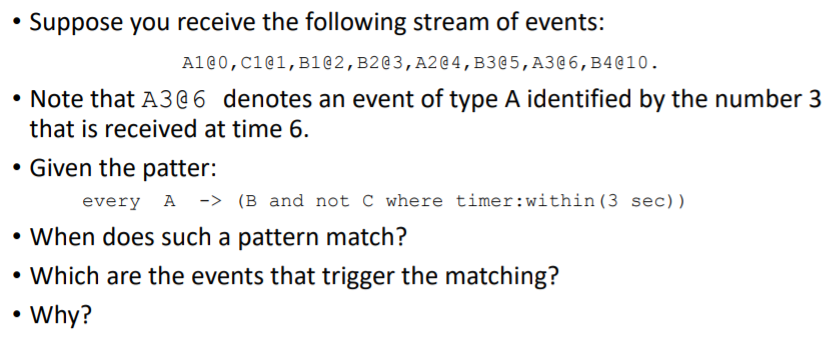 • Suppose you receive the following stream of events:
A1@0,C1@1,B1@2,B2@3,A2@4,B3@5,A3@6,B4@10.
• Note that A3@6 denotes an event of type A identified by the number 3
that is received at time 6.
• Given the patter:
every A -> (B and not C where timer:within(3 sec))
• When does such a pattern match?
• Which are the events that trigger the matching?
• Why?